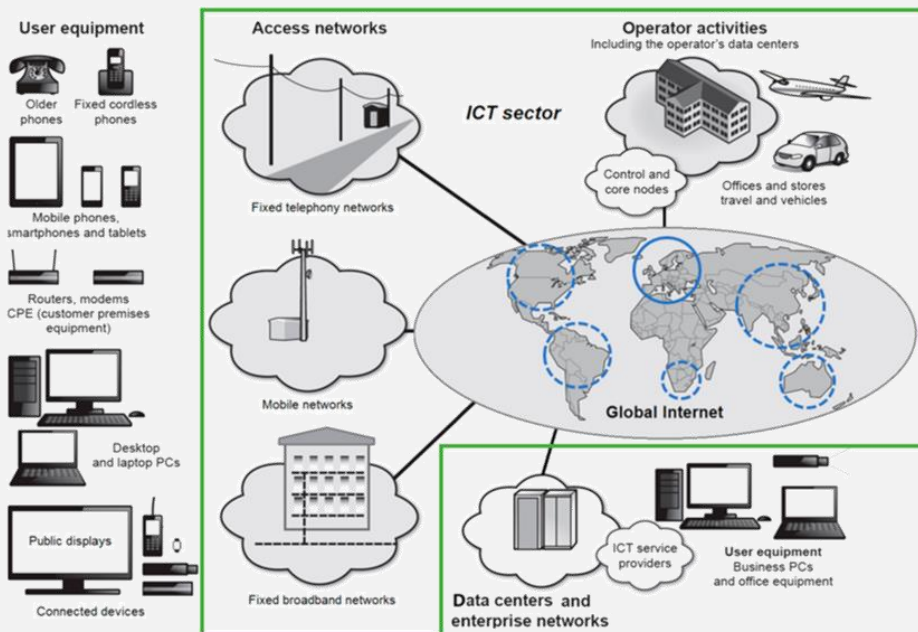 User equipment
Older
phones
Fixed cordless
phones
Mobile phones,
smartphones and tablets
Routers, modems
CPE (customer premises
equipment)
Desktop
and laptop PCs
Public displays
Connected devices
Access networks
Fixed telephony networks
Mobile networks
Fixed broadband networks
ICT sector
Operator activities
Including the operator's data centers
Control and
core nodes
Offices and stores
travel and vehicles
Global Internet
ICT service
providers
Data centers and
enterprise networks
User equipment
Business PCs
and office equipment